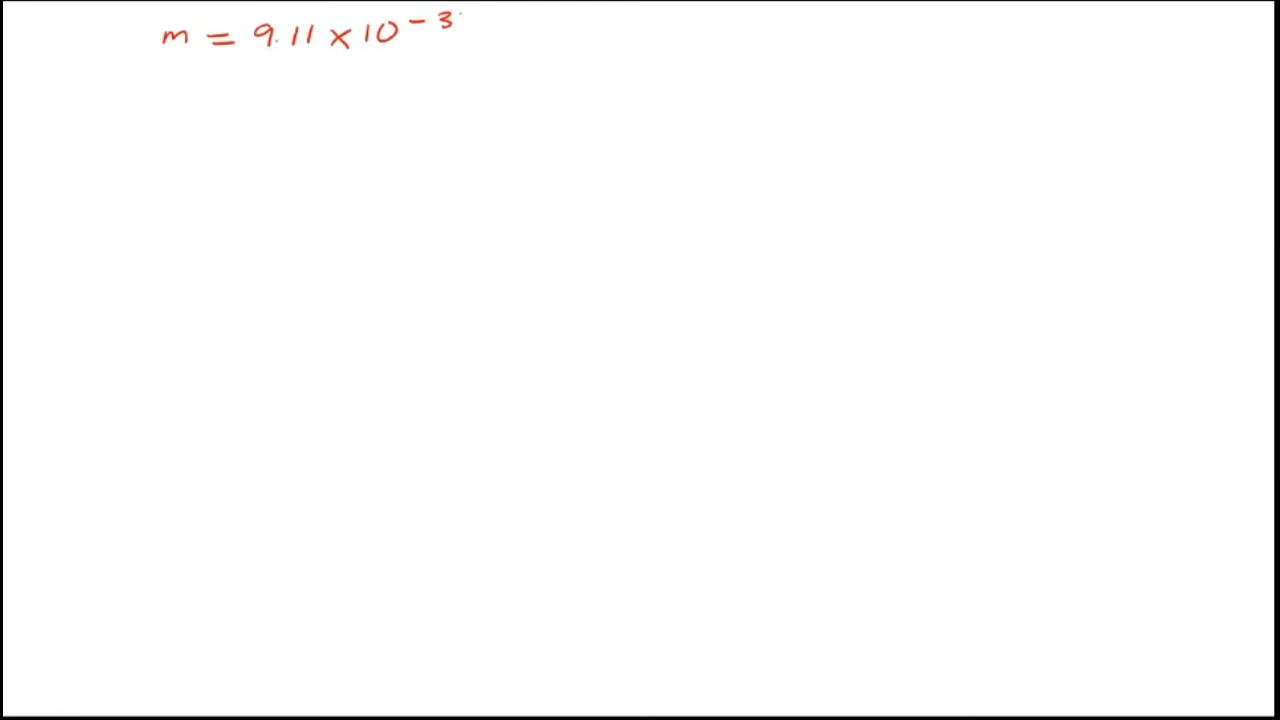 m = 9.11 × 10⁻³